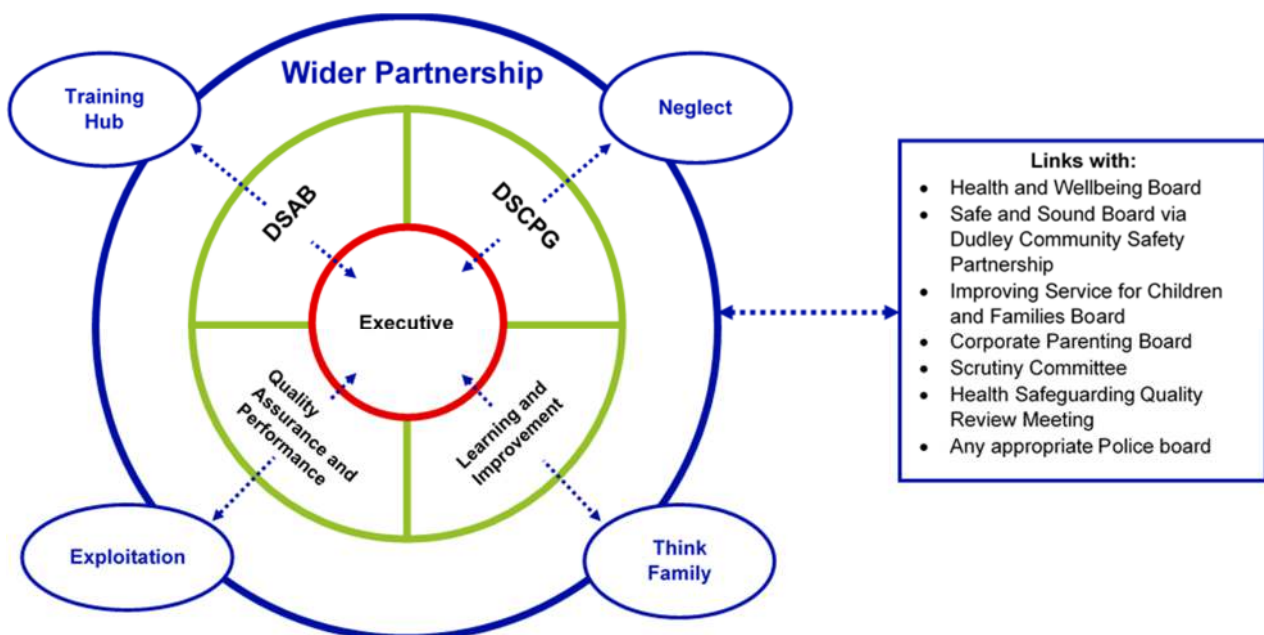 Wider Partnership
Training
Hub
Neglect
DSAB
DSCPG
Executive
Quality
Assurance and
Performance
Learning and
Improvement
Exploitation
Think
Family
Links with:
• Health and Wellbeing Board
• Safe and Sound Board via
Dudley Community Safety
Partnership
• Improving Service for Children
and Families Board
• Corporate Parenting Board
• Scrutiny Committee
• Health Safeguarding Quality
Review Meeting
• Any appropriate Police board